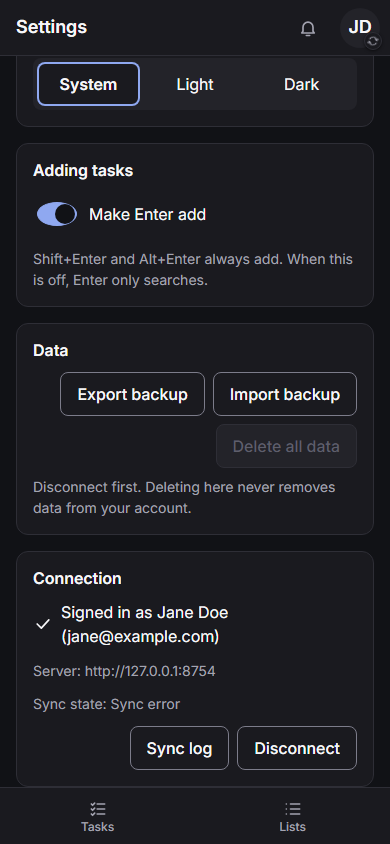 Settings
JD
System
Light
Dark
Adding tasks
Make Enter add
Shift+Enter and Alt+Enter always add. When this
is off, Enter only searches.
Data
Export backup
Import backup
Delete all data
Disconnect first. Deleting here never removes
data from your account.
Connection
Signed in as Jane Doe
(jane@example.com)
Server: http://127.0.0.1:8754
Sync state: Sync error
Sync log
Disconnect
Tasks
Lists